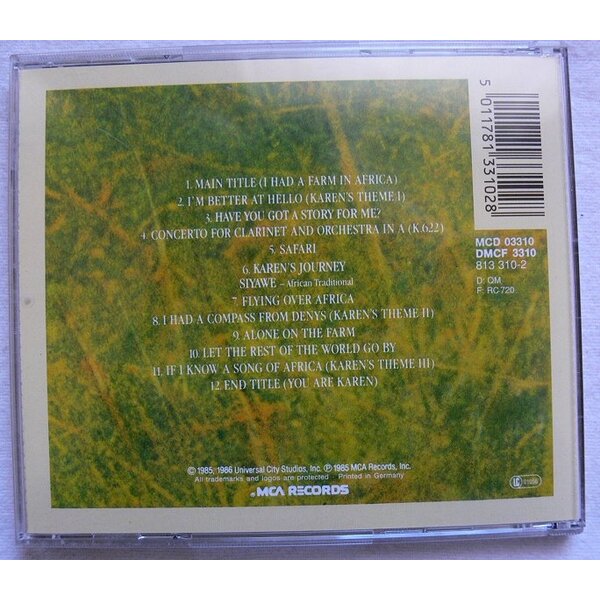 1. MAIN TITLE (I HAD A FARM IN AFRICA)
2. I'M BETTER AT HELLO (KAREN'S THEME I)
3. HAVE YOU GOT A STORY FOR ME?
4. CONCERTO FOR CLARINET AND ORCHESTRA IN A (K.622)
5. SAFARI
6. KAREN'S JOURNEY
SIYAWE – African Traditional
7. FLYING OVER AFRICA
8. I HAD A COMPASS FROM DENYS (KAREN'S THEME II)
9. ALONE ON THE FARM
10. LET THE REST OF THE WORLD GO BY
11. IF I KNOW A SONG OF AFRICA (KAREN'S THEME III)
12. END TITLE (YOU ARE KAREN)
5 011781 331028
MCD 03310
DMCF 3310
813 310-2
D: QM
F: RC 720
© 1985, 1986 Universal City Studios, Inc. ℗ 1985 MCA Records, Inc.
All trademarks and logos are protected Printed in Germany
MCA RECORDS
LC